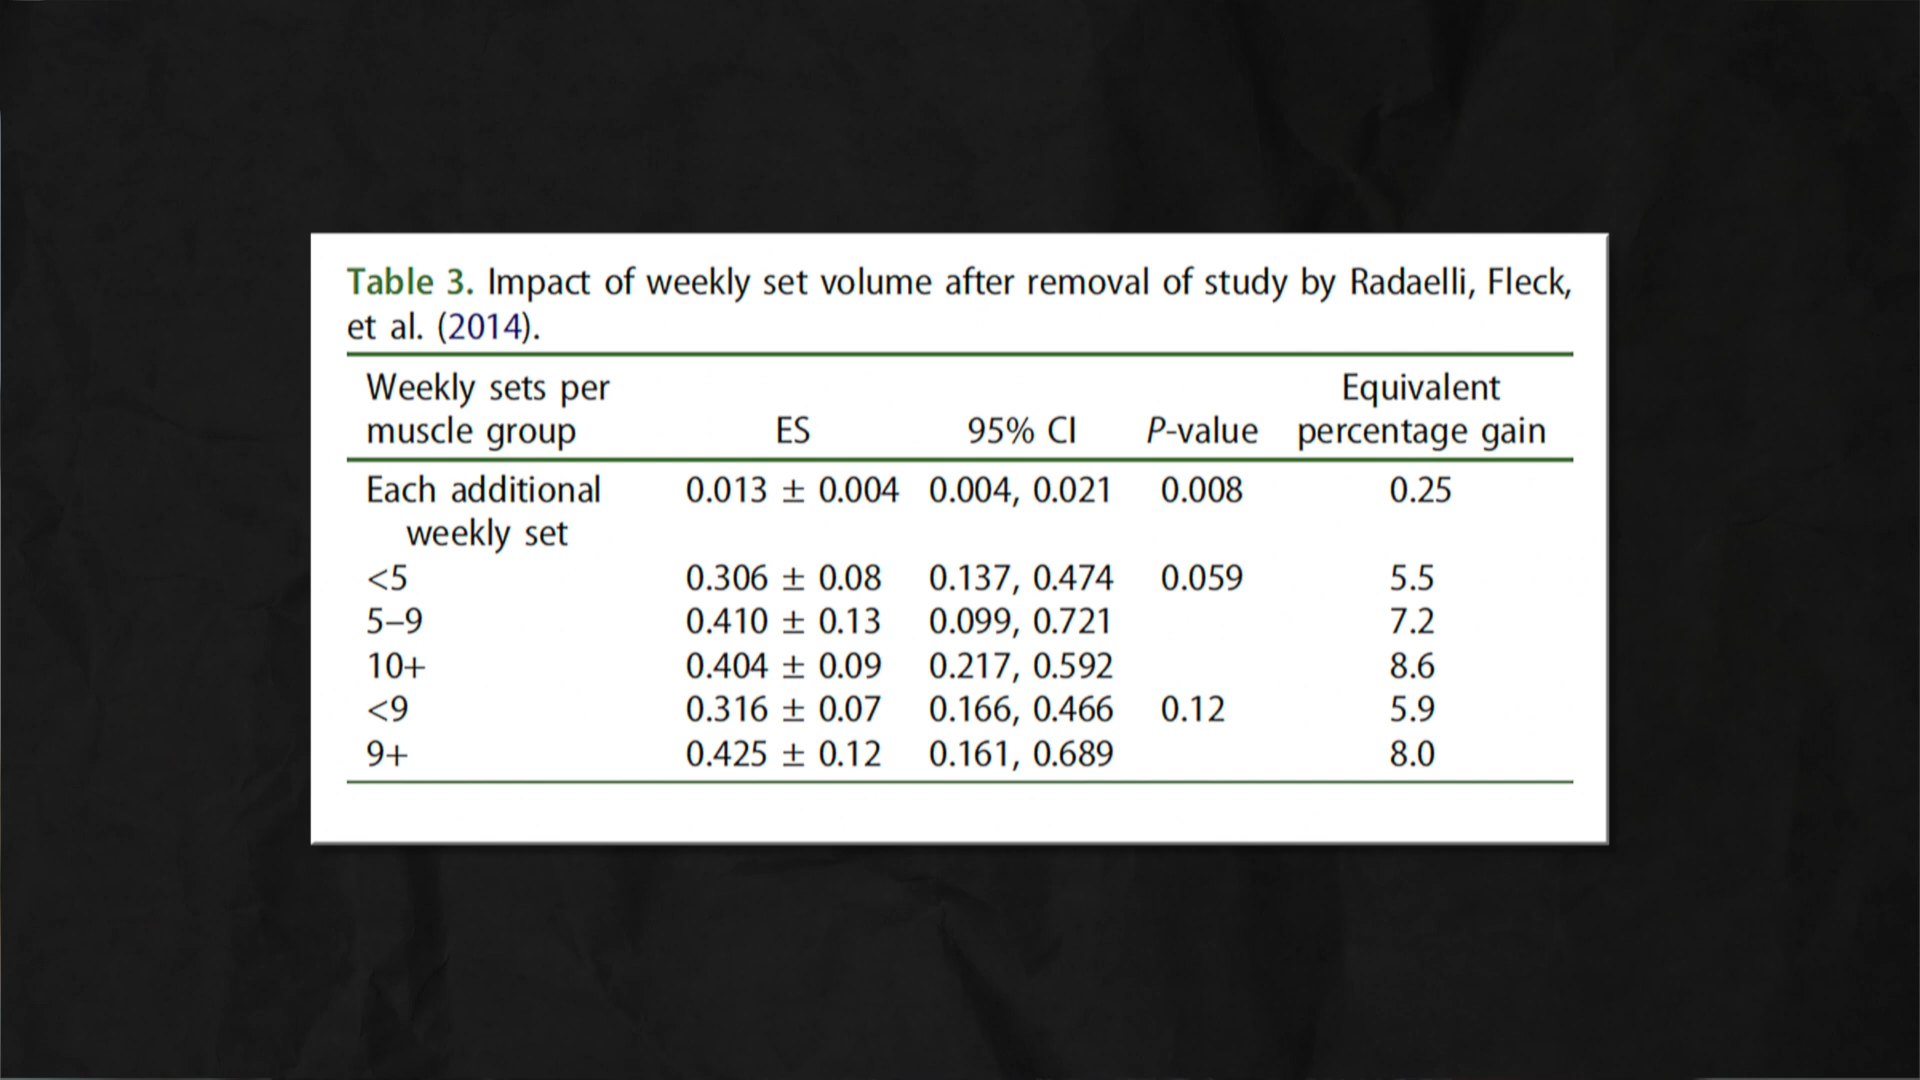 Table 3. Impact of weekly set volume after removal of study by Radaelli, Fleck,
et al. (2014).
Weekly sets per muscle group ES 95% CI P-value Equivalent percentage gain
Each additional weekly set 0.013 ± 0.004 0.004, 0.021 0.008 0.25
<5 0.306 ± 0.08 0.137, 0.474 0.059 5.5
5–9 0.410 ± 0.13 0.099, 0.721 7.2
10+ 0.404 ± 0.09 0.217, 0.592 8.6
<9 0.316 ± 0.07 0.166, 0.466 0.12 5.9
9+ 0.425 ± 0.12 0.161, 0.689 8.0